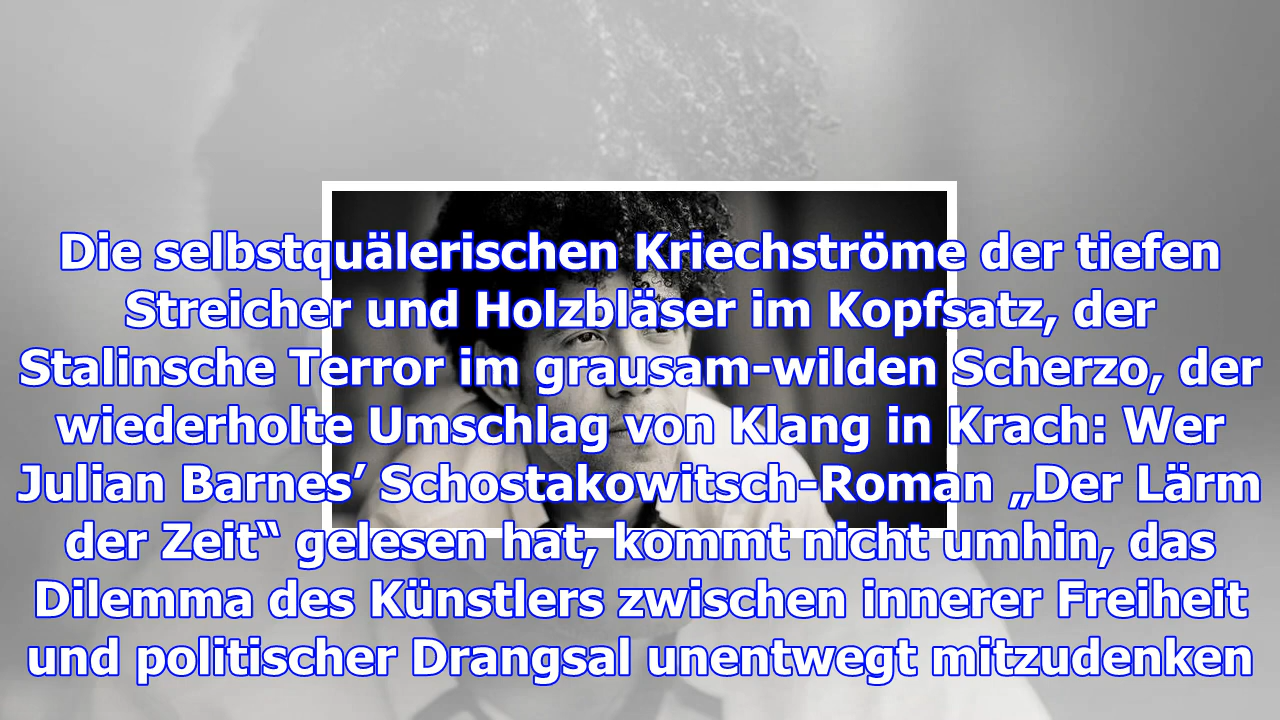 Die selbstquälerischen Kriechströme der tiefen
Streicher und Holzbläser im Kopfsatz, der
Stalinsche Terror im grausam-wilden Scherzo, der
wiederholte Umschlag von Klang in Krach: Wer
Julian Barnes’ Schostakowitsch-Roman „Der Lärm
der Zeit“ gelesen hat, kommt nicht umhin, das
Dilemma des Künstlers zwischen innerer Freiheit
und politischer Drangsal unentwegt mitzudenken